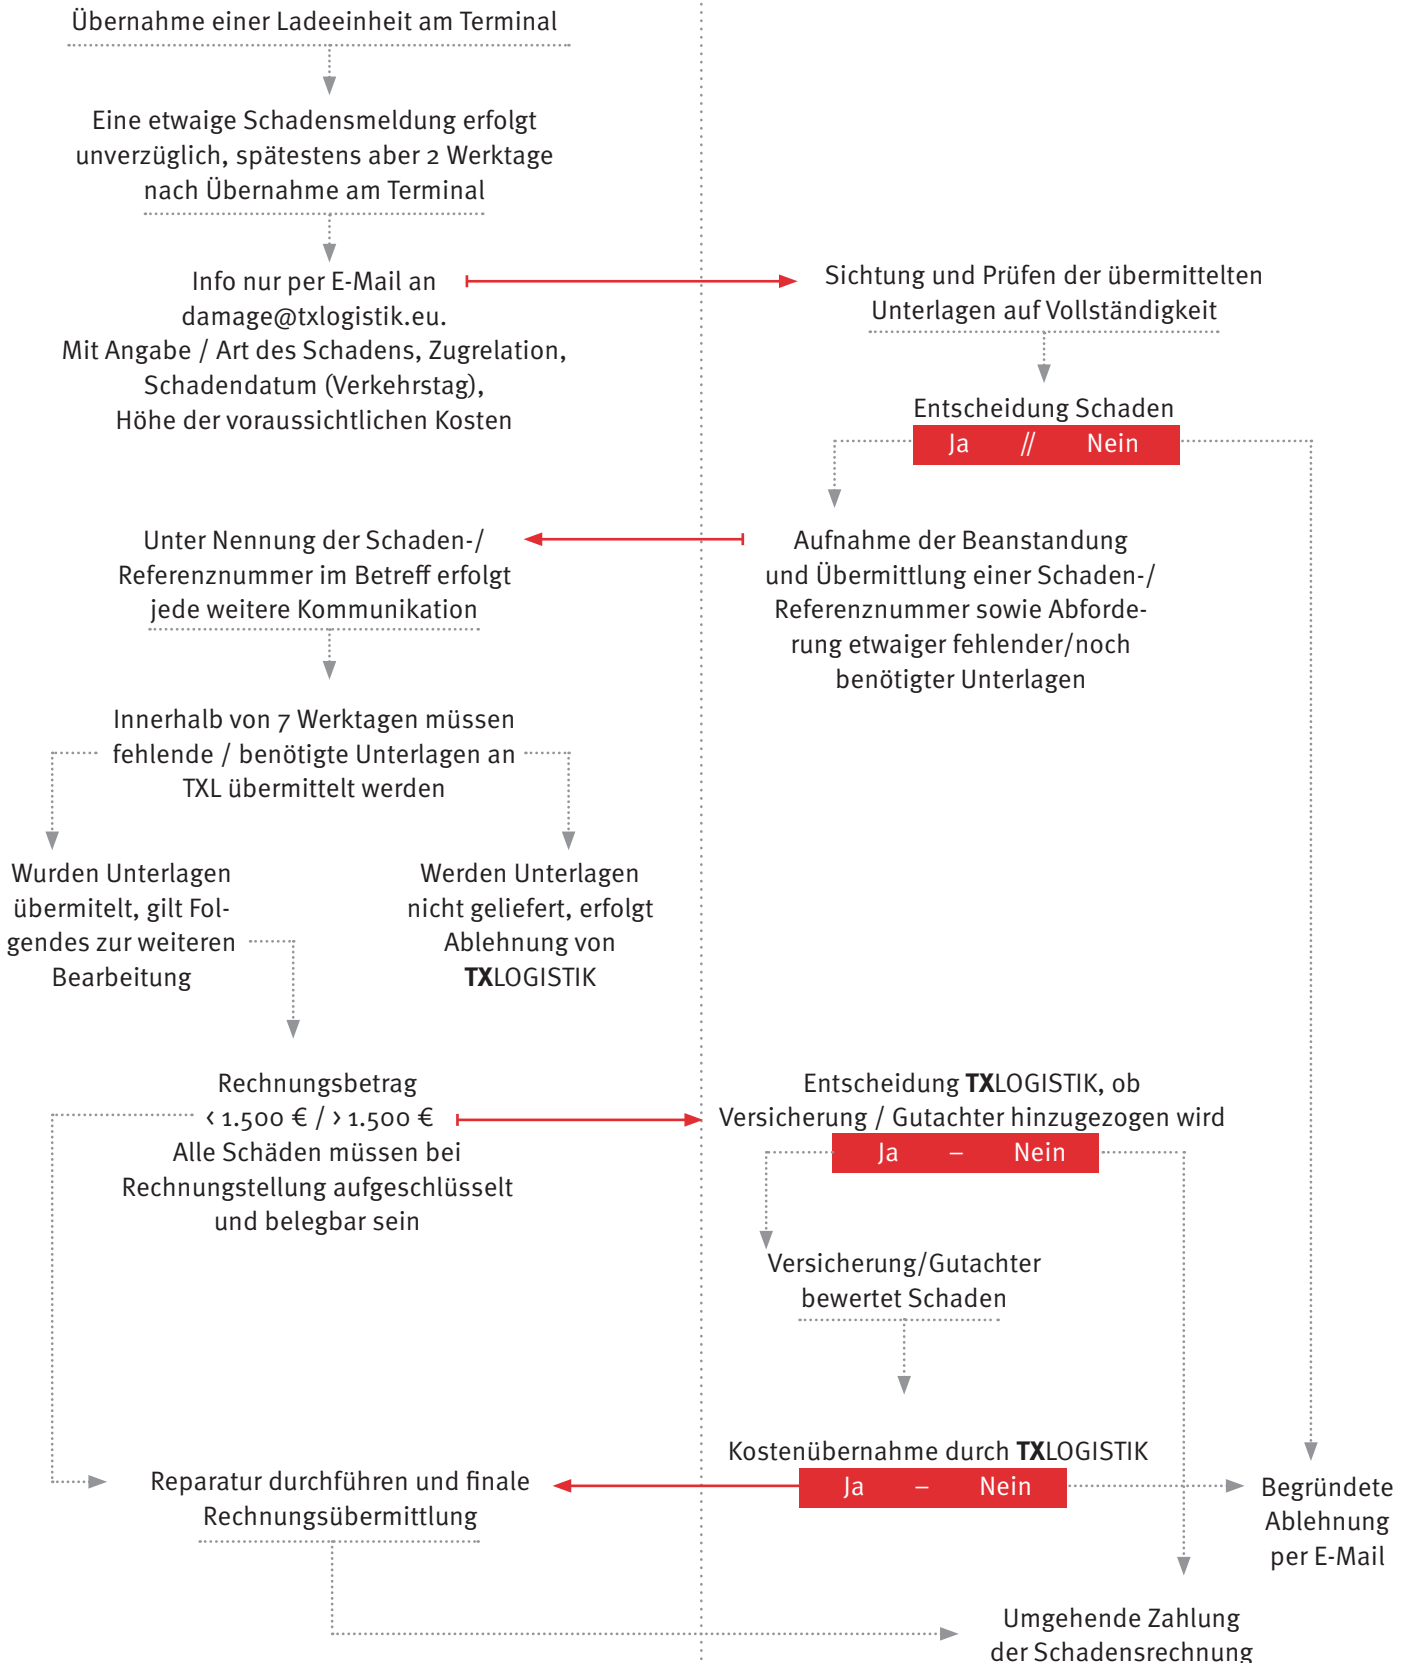 Übernahme einer Ladeeinheit am Terminal
Eine etwaige Schadensmeldung erfolgt
unverzüglich, spätestens aber 2 Werktage
nach Übernahme am Terminal
Info nur per E-Mail an
damage@txlogistik.eu.
Mit Angabe / Art des Schadens, Zugrelation,
Schadendatum (Verkehrstag),
Höhe der voraussichtlichen Kosten
Sichtung und Prüfen der übermittelten
Unterlagen auf Vollständigkeit
Entscheidung Schaden
Ja // Nein
Unter Nennung der Schaden-/
Referenznummer im Betreff erfolgt
jede weitere Kommunikation
Aufnahme der Beanstandung
und Übermittlung einer Schaden-/
Referenznummer sowie Abforde-
rung etwaiger fehlender/noch
benötigter Unterlagen
Innerhalb von 7 Werktagen müssen
fehlende / benötigte Unterlagen an
TXL übermittelt werden
Wurden Unterlagen
übermitelt, gilt Fol-
gendes zur weiteren
Bearbeitung
Werden Unterlagen
nicht geliefert, erfolgt
Ablehnung von
TXLOGISTIK
Rechnungsbetrag
< 1.500 € / > 1.500 €
Alle Schäden müssen bei
Rechnungstellung aufgeschlüsselt
und belegbar sein
Entscheidung TXLOGISTIK, ob
Versicherung / Gutachter hinzugezogen wird
Ja – Nein
Versicherung/Gutachter
bewertet Schaden
Kostenübernahme durch TXLOGISTIK
Ja – Nein
Reparatur durchführen und finale
Rechnungsübermittlung
Begründete
Ablehnung
per E-Mail
Umgehende Zahlung
der Schadensrechnung